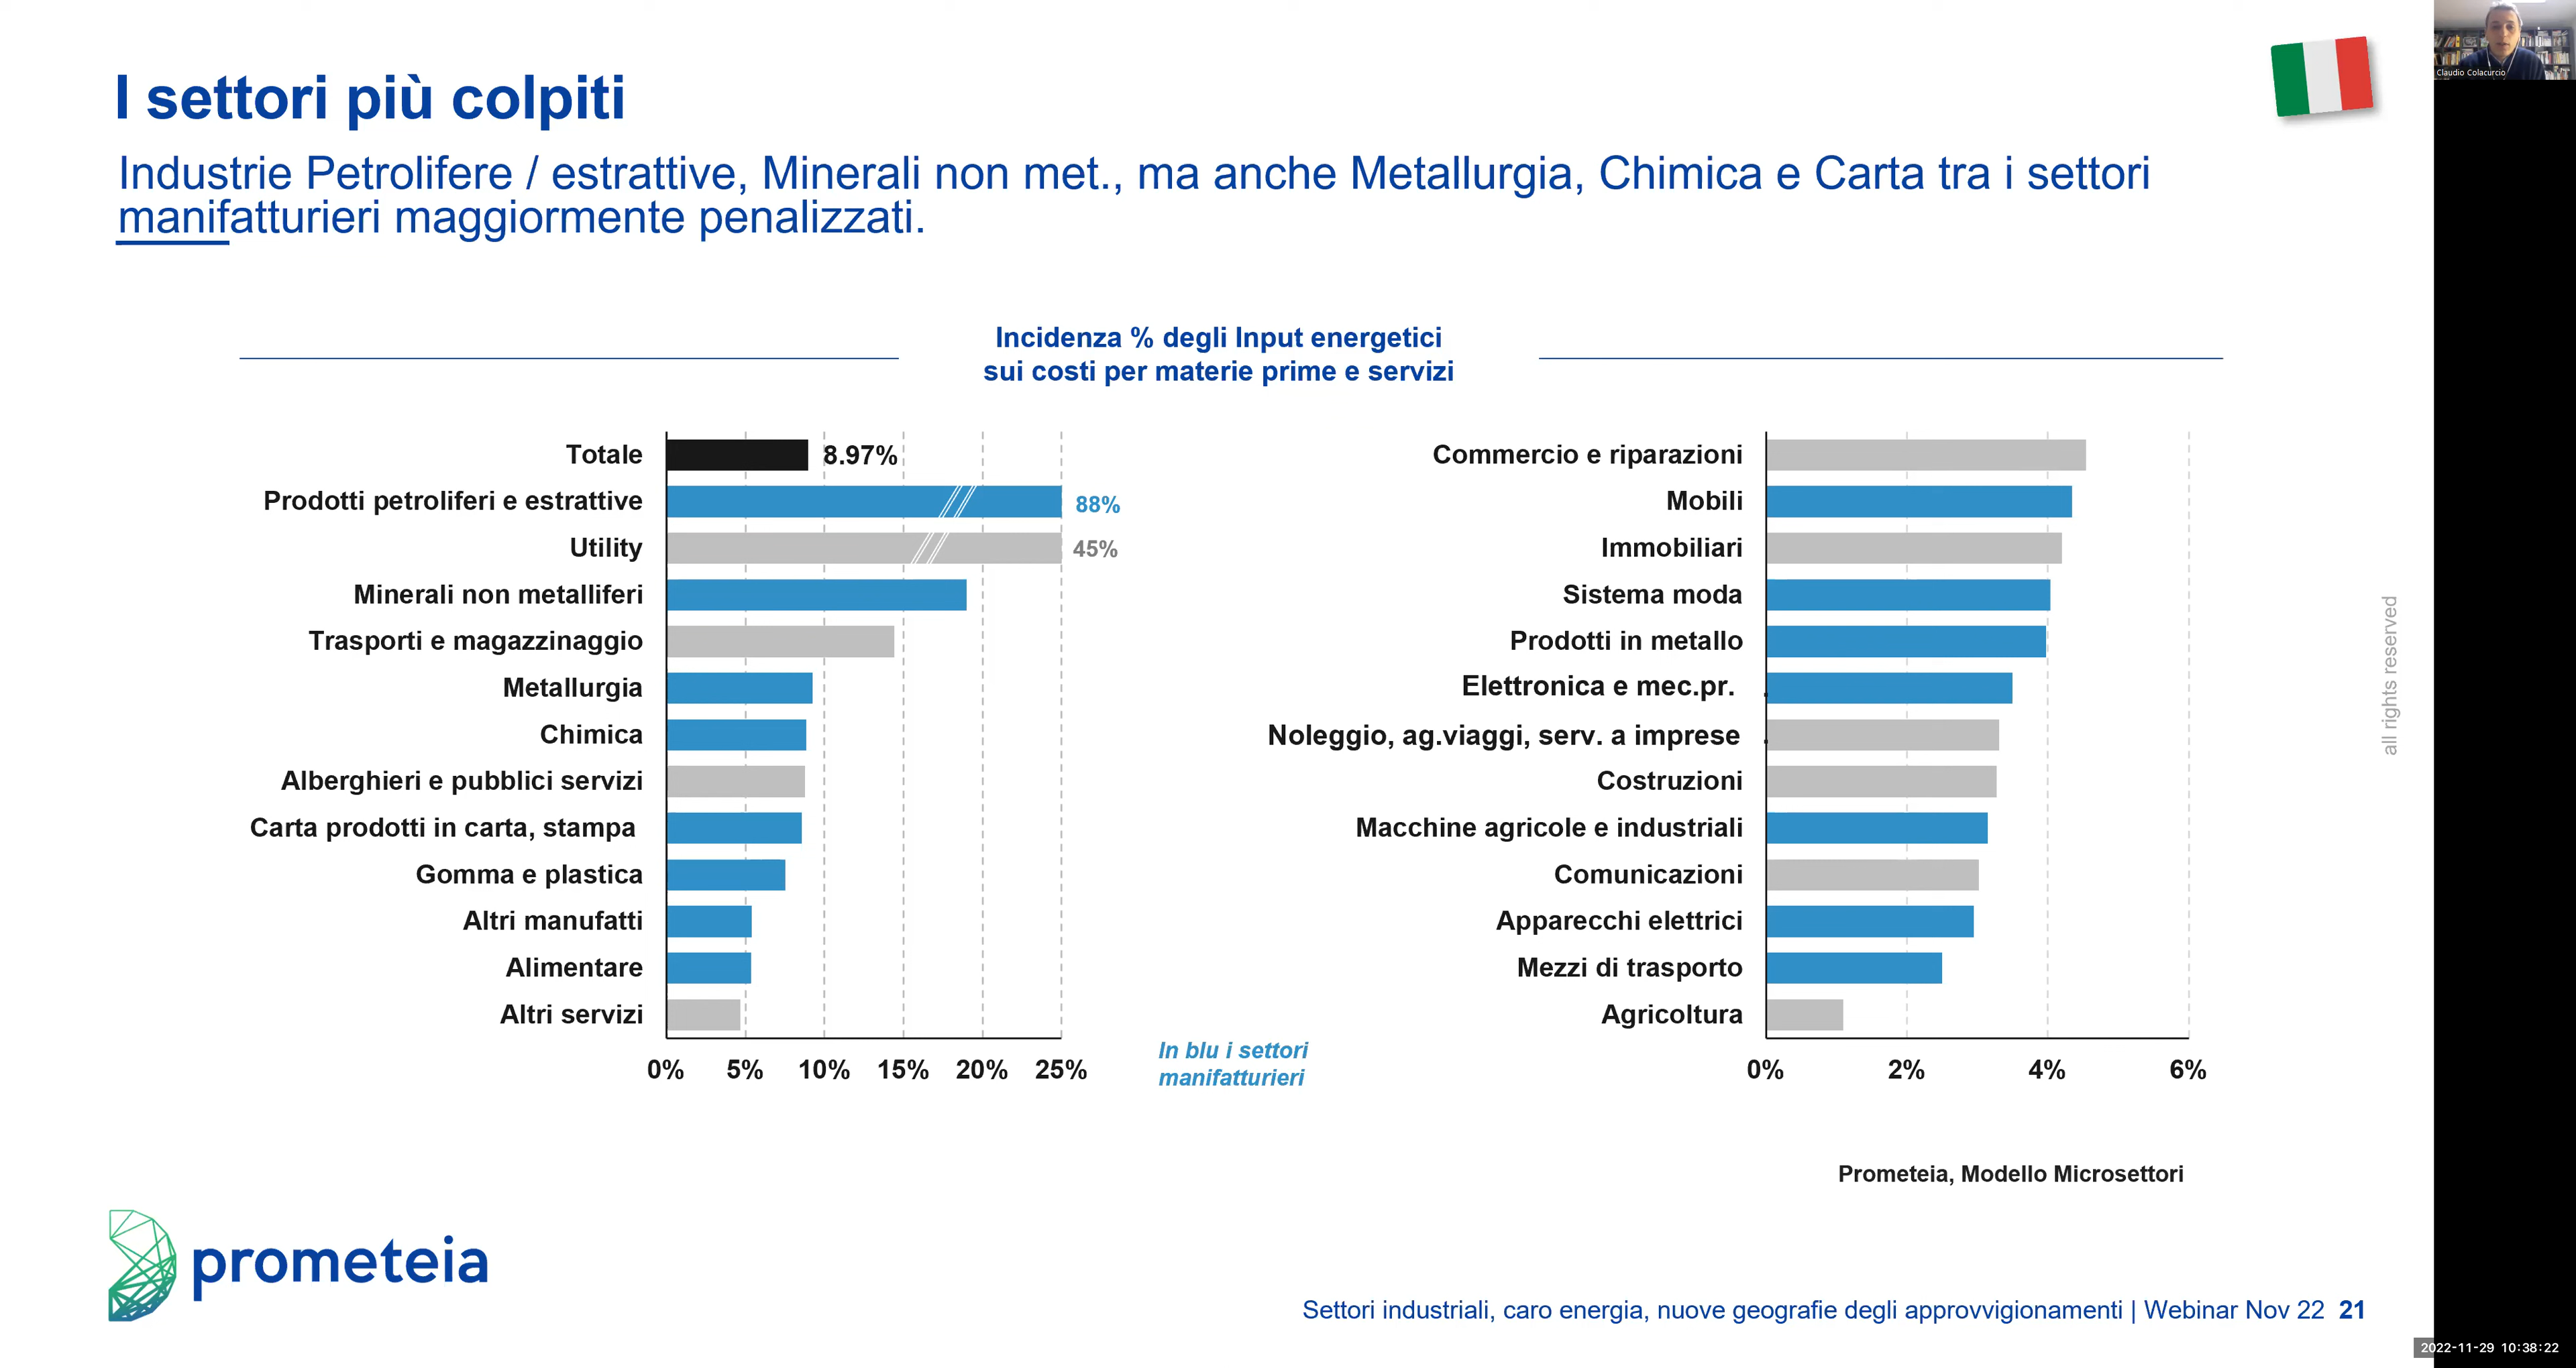 Claudio Colacurcio
I settori più colpiti
Industrie Petrolifere / estrattive, Minerali non met., ma anche Metallurgia, Chimica e Carta tra i settori
manifatturieri maggiormente penalizzati.
Incidenza % degli Input energetici
sui costi per materie prime e servizi
Totale
8.97%
Prodotti petroliferi e estrattive
88%
Utility
45%
Minerali non metalliferi
Trasporti e magazzinaggio
Metallurgia
Chimica
Alberghieri e pubblici servizi
Carta prodotti in carta, stampa
Gomma e plastica
Altri manufatti
Alimentare
Altri servizi
0% 5% 10% 15% 20% 25%
In blu i settori
manifatturieri
Commercio e riparazioni
Mobili
Immobiliari
Sistema moda
Prodotti in metallo
Elettronica e mec.pr.
Noleggio, ag.viaggi, serv. a imprese
Costruzioni
Macchine agricole e industriali
Comunicazioni
Apparecchi elettrici
Mezzi di trasporto
Agricoltura
0% 2% 4% 6%
all rights reserved
Prometeia, Modello Microsettori
prometeia
Settori industriali, caro energia, nuove geografie degli approvvigionamenti | Webinar Nov 22 21
2022-11-29 10:38:22